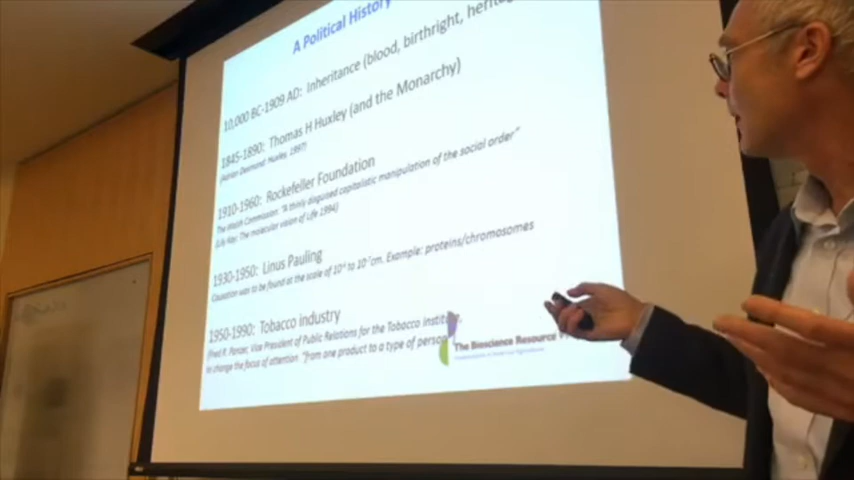 A Political History
10,000 BC-1909 AD: Inheritance (blood, birthright, heritag
1845-1890: Thomas H Huxley (and the Monarchy)
(Adrian Desmond: Huxley, 1997)
1910-1960: Rockefeller Foundation
The Walsh Commission: "A thinly disguised capitalistic manipulation of the social order"
(Lily Kay: The molecular vision of Life 1994)
1930-1950: Linus Pauling
Causation was to be found at the scale of 10⁻⁶ to 10⁻⁷cm. Example: proteins/chromosomes
1950-1990: Tobacco industry
(Fred R. Panzer, Vice President of Public Relations for the Tobacco Institute
to change the focus of attention "from one product to a type of person"
The Bioscience Resource